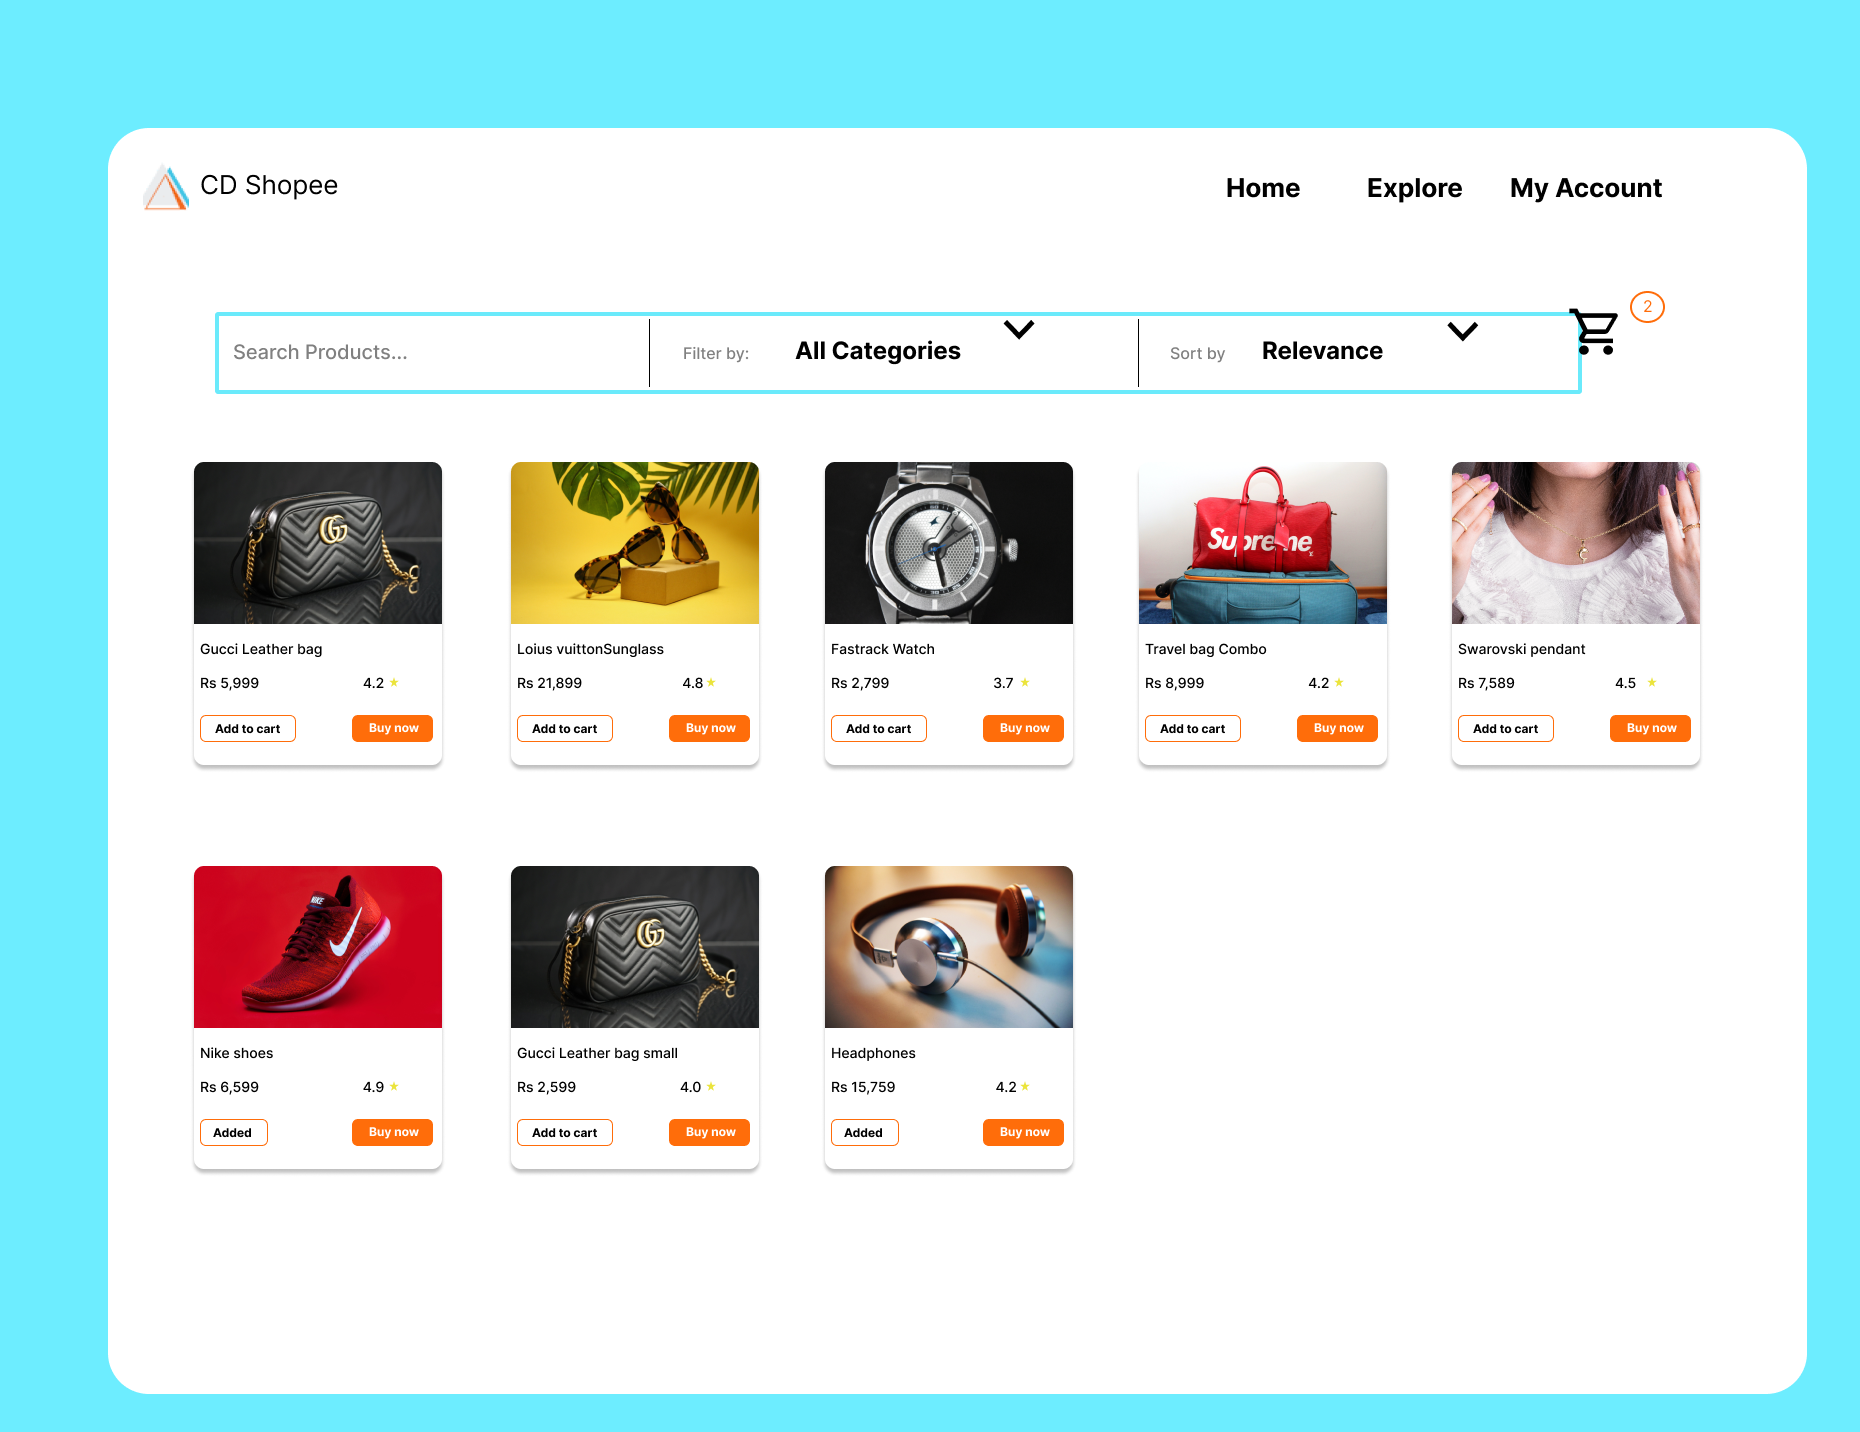 CD Shopee
Home Explore My Account
2
Search Products... Filter by: All Categories Sort by Relevance
Supreme
Gucci Leather bag
Rs 5,999 4.2
Add to cart Buy now
Loius vuittonSunglass
Rs 21,899 4.8
Add to cart Buy now
Fastrack Watch
Rs 2,799 3.7
Add to cart Buy now
Travel bag Combo
Rs 8,999 4.2
Add to cart Buy now
Swarovski pendant
Rs 7,589 4.5
Add to cart Buy now
NIKE
Nike shoes
Rs 6,599 4.9
Added Buy now
Gucci Leather bag small
Rs 2,599 4.0
Add to cart Buy now
Headphones
Rs 15,759 4.2
Added Buy now